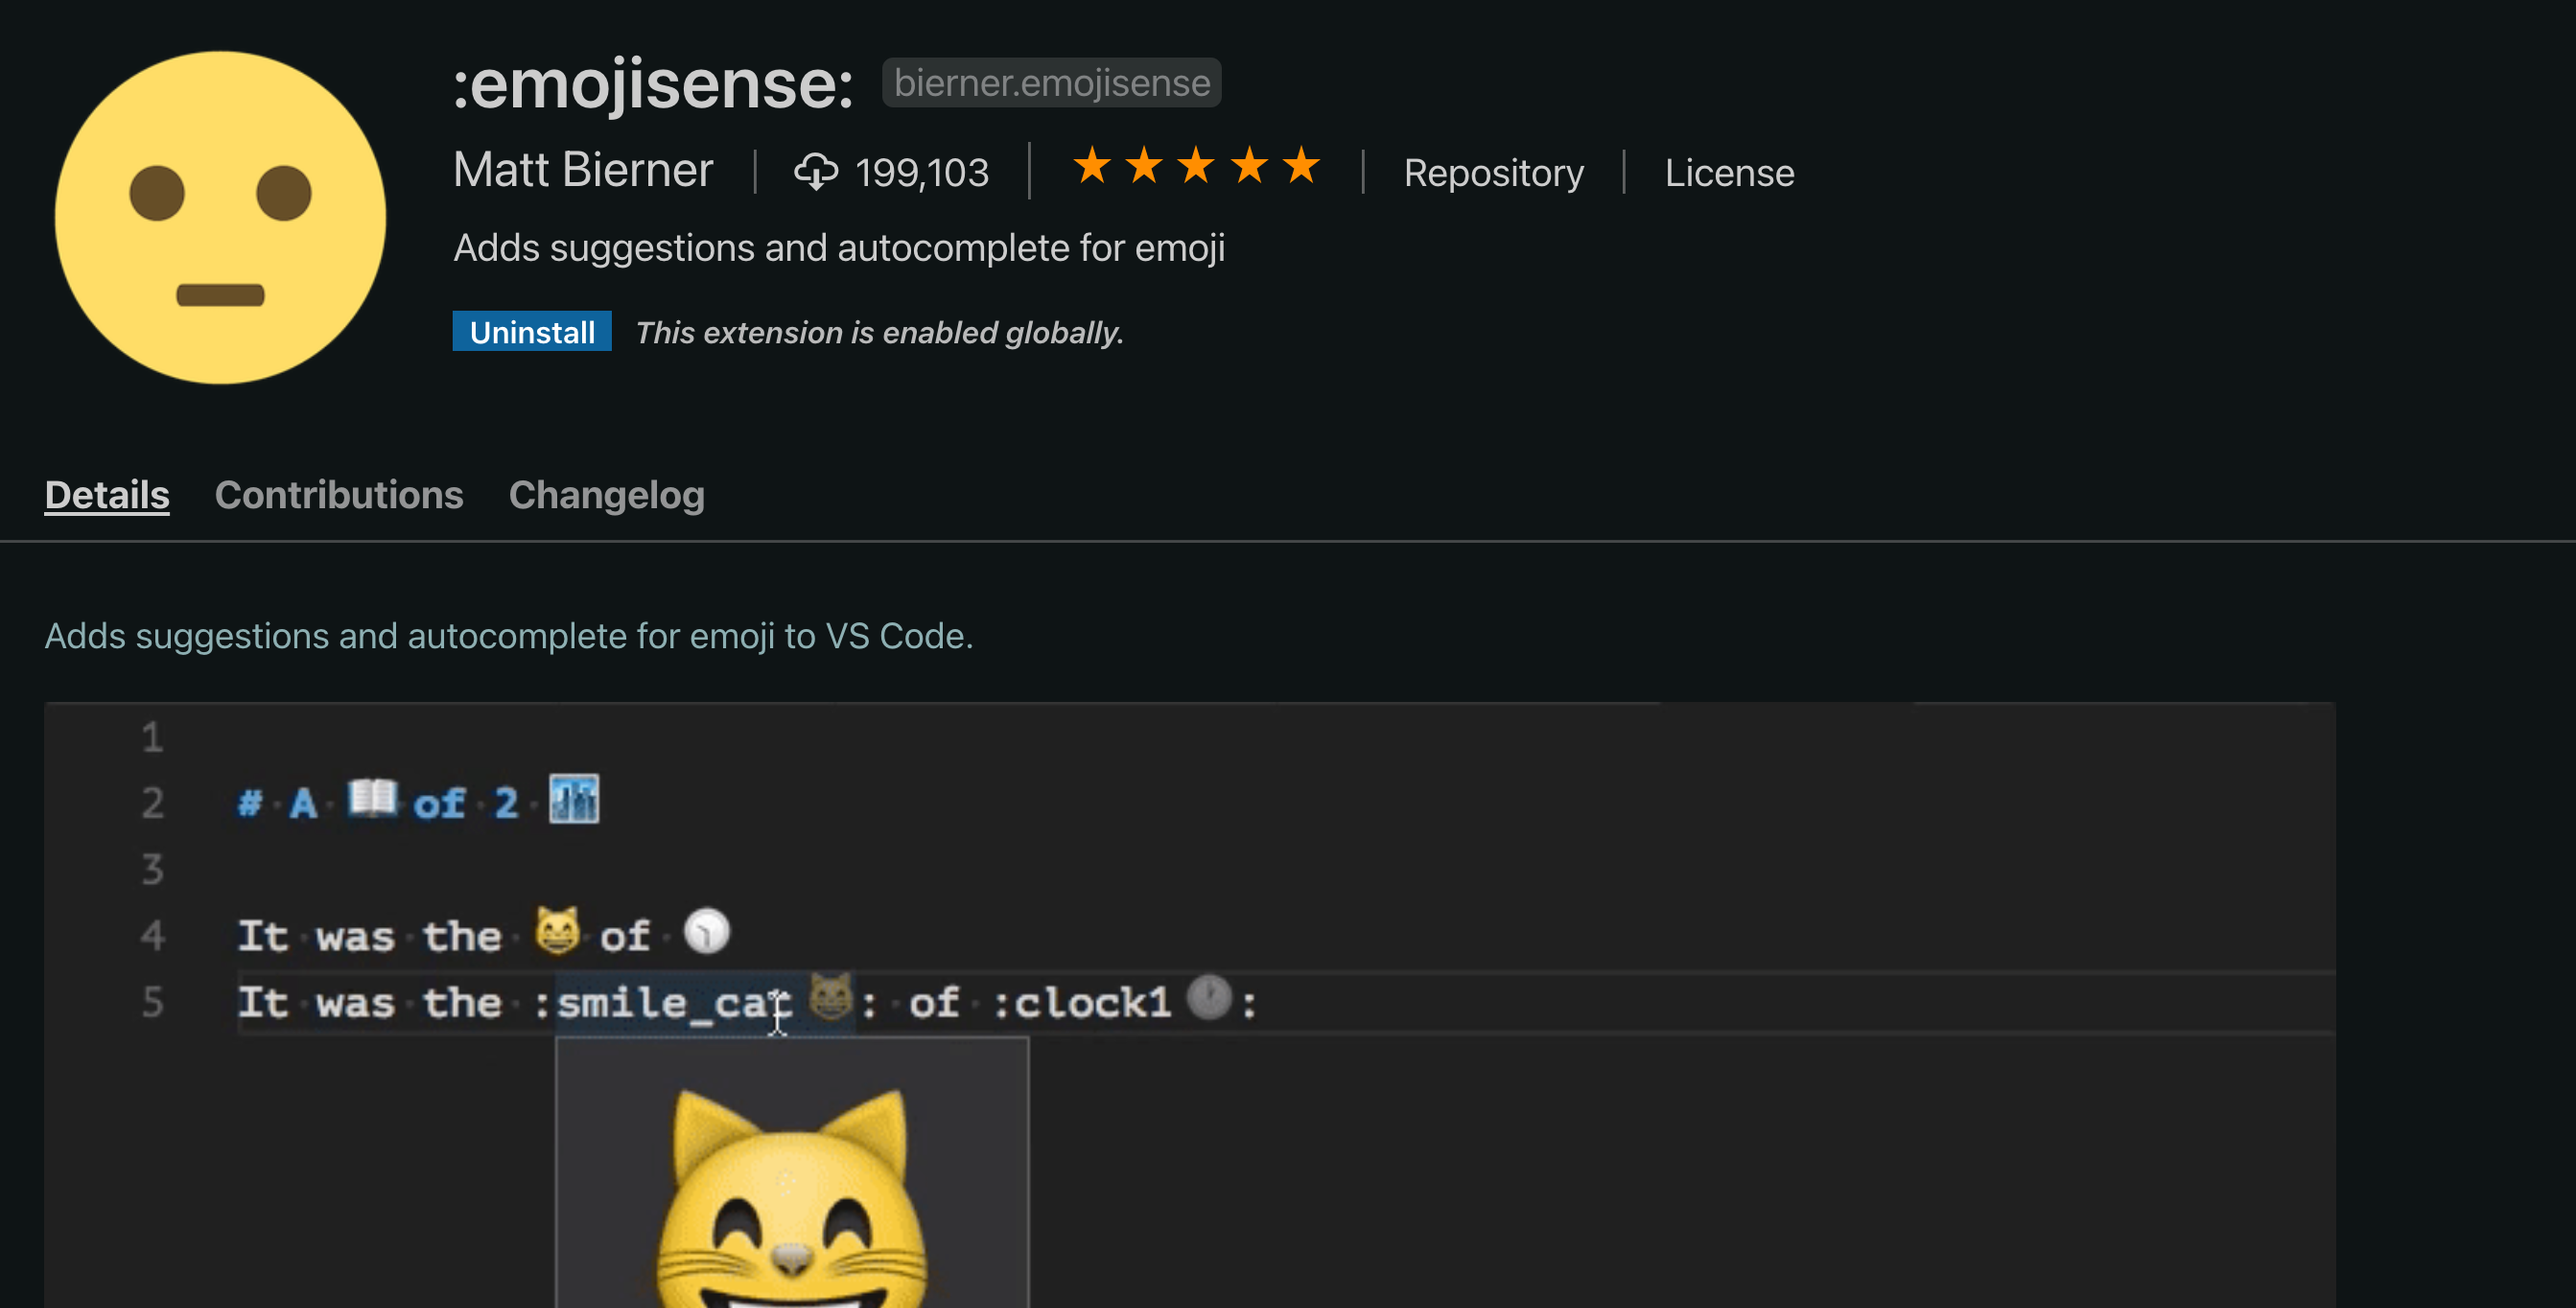 :emojisense: bierner.emojisense
Matt Bierner | 199,103 | ★★★★★ | Repository | License
Adds suggestions and autocomplete for emoji
Uninstall This extension is enabled globally.
Details Contributions Changelog
Adds suggestions and autocomplete for emoji to VS Code.
1
2 # A 📖 of 2 🏙
3
4 It was the 😸 of 🕥
5 It was the :smile_cat 😸: of :clock1 🕐: